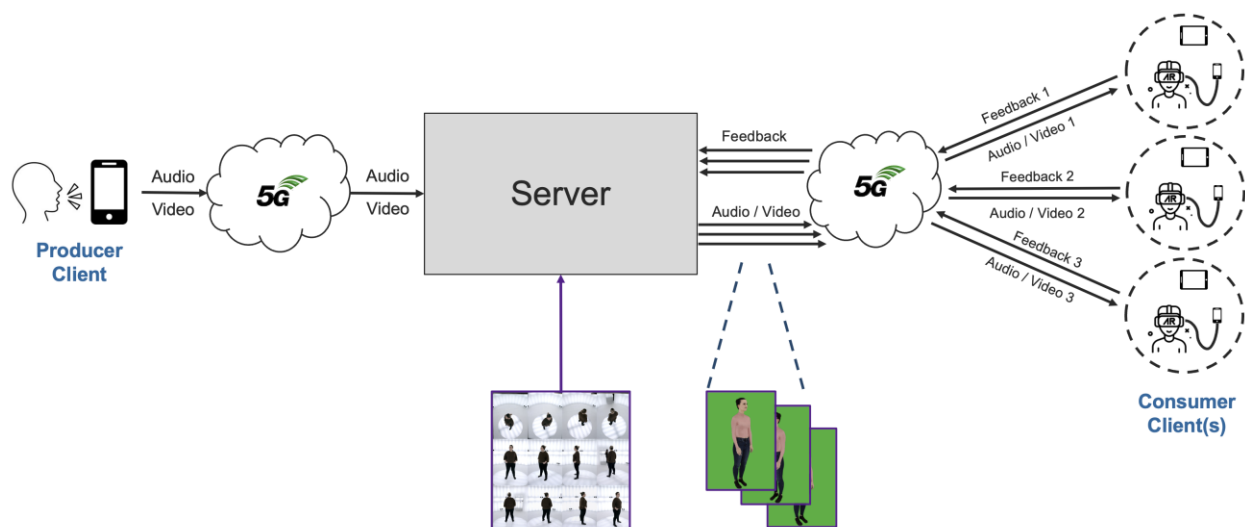 Audio
Video
5G
Producer
Client
Audio
Video
Server
Feedback
Audio / Video
5G
Feedback 1
Audio / Video 1
Feedback 2
Audio / Video 2
Feedback 3
Audio / Video 3
AR
AR
AR
Consumer
Client(s)